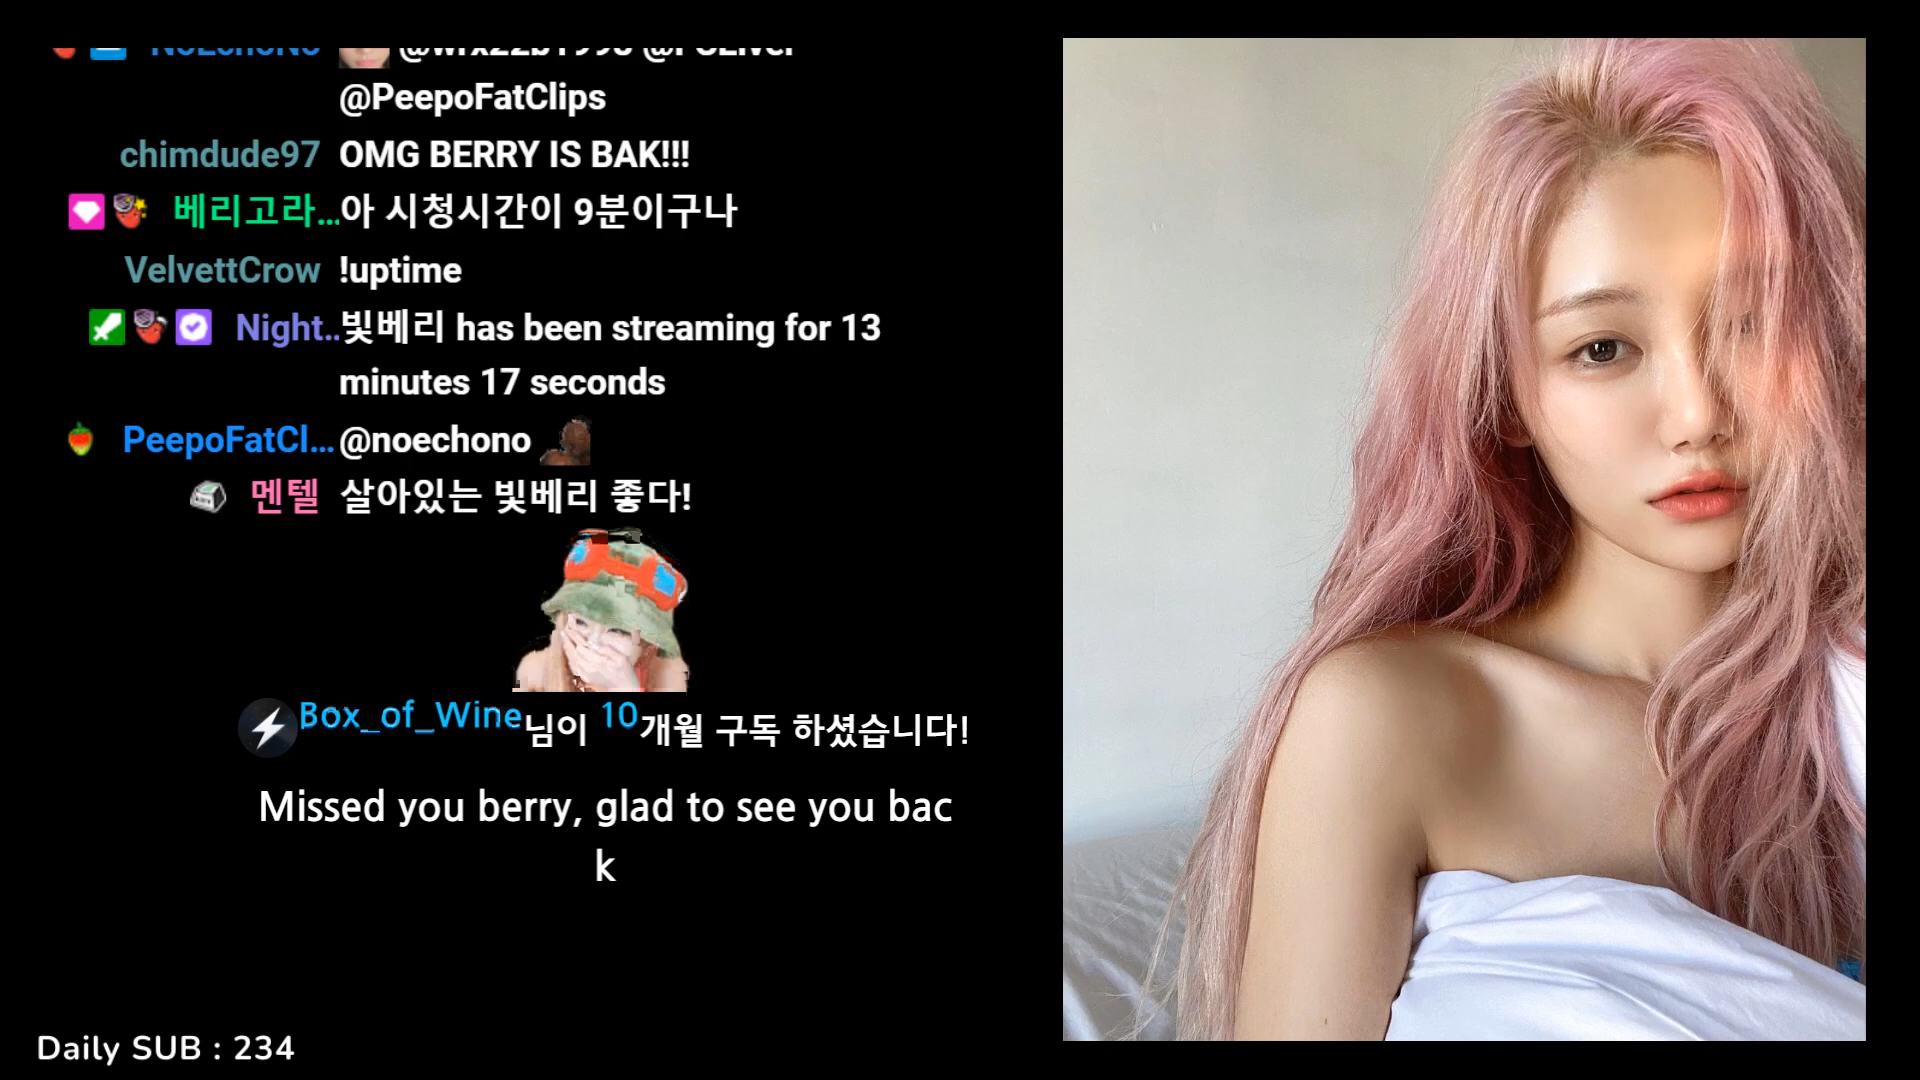 NoEchoNo @wrx22b1998
@PeepoFatClips
chimdude97 OMG BERRY IS BAK!!!
베리고라... 아 시청시간이 9분이구나
VelvettCrow !uptime
Night.. 빛베리 has been streaming for 13
minutes 17 seconds
PeepoFatCl... @noechono
멘텔 살아있는 빛베리 좋다!
Box_of_Wine님이 10개월 구독 하셨습니다!
Missed you berry, glad to see you bac
k
Daily SUB : 234